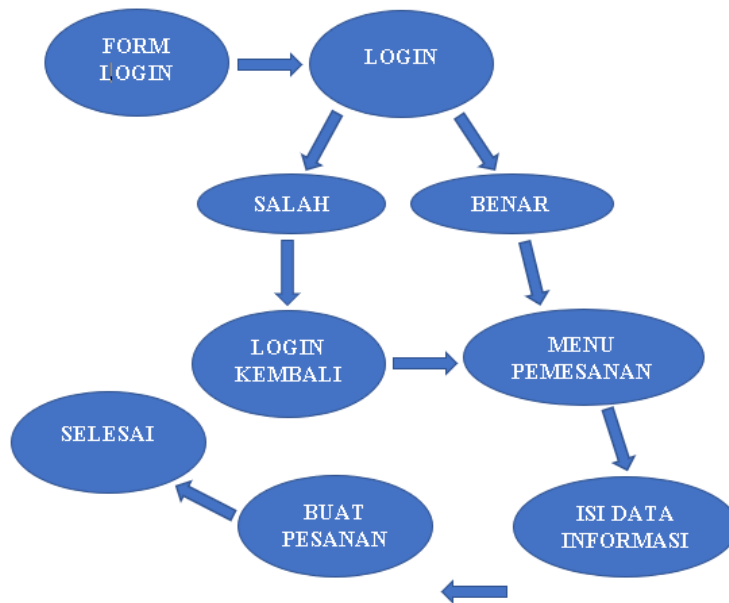 FORM
LOGIN
LOGIN
SALAH
BENAR
LOGIN
KEMBALI
MENU
PEMESANAN
SELESAI
BUAT
PESANAN
ISI DATA
INFORMASI